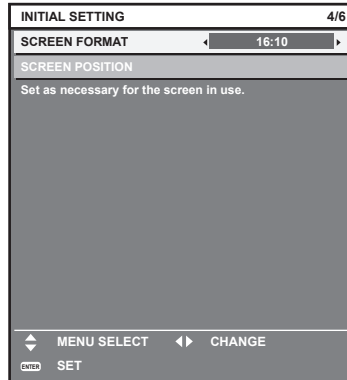 INITIAL SETTING 4/6
SCREEN FORMAT 16:10
SCREEN POSITION
Set as necessary for the screen in use.
MENU SELECT CHANGE
ENTER SET